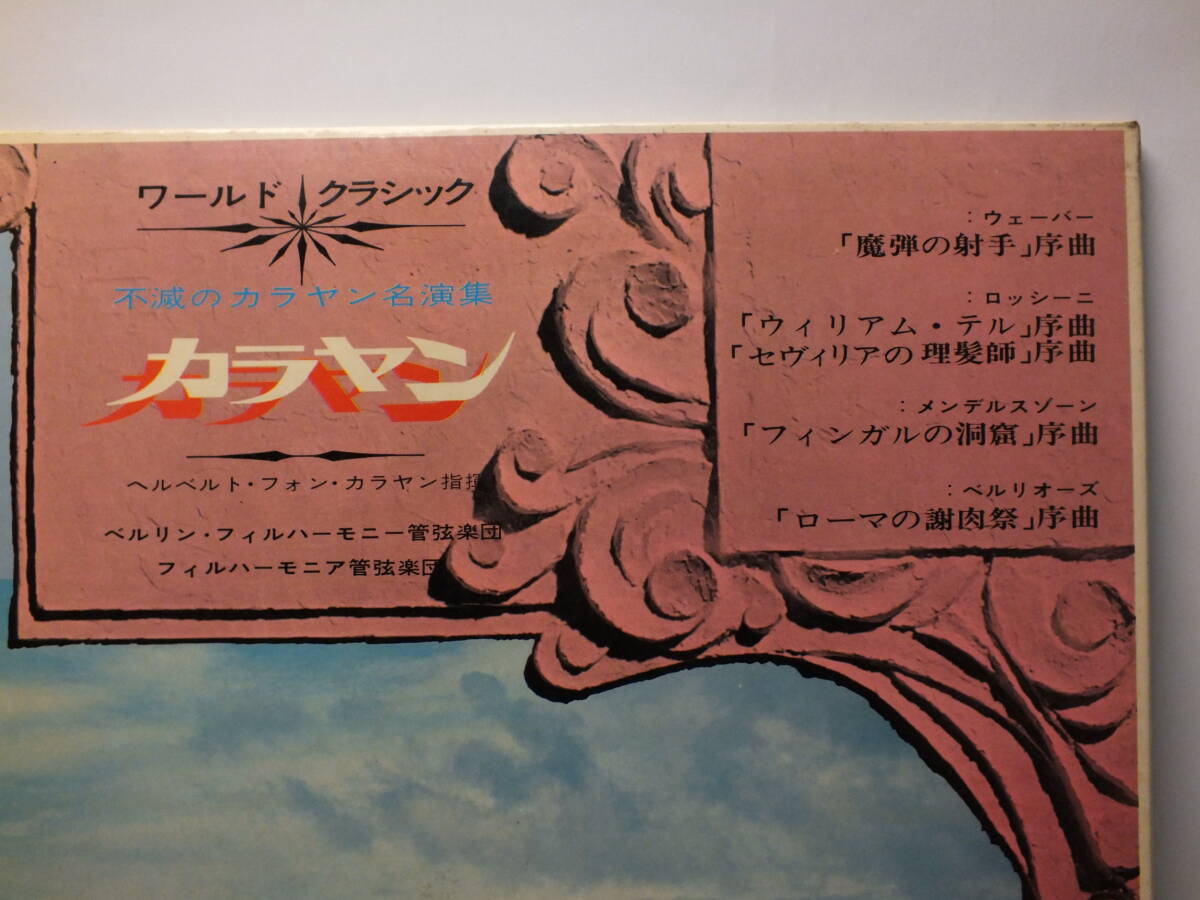 ワールド クラシック
不滅のカラヤン名演集
カラヤン
ヘルベルト・フォン・カラヤン指揮
ベルリン・フィルハーモニー管弦楽団
フィルハーモニア管弦楽団
:ウェーバー
「魔弾の射手」序曲
:ロッシーニ
「ウィリアム・テル」序曲
「セヴィリアの理髪師」序曲
:メンデルスゾーン
「フィンガルの洞窟」序曲
:ベルリオーズ
「ローマの謝肉祭」序曲